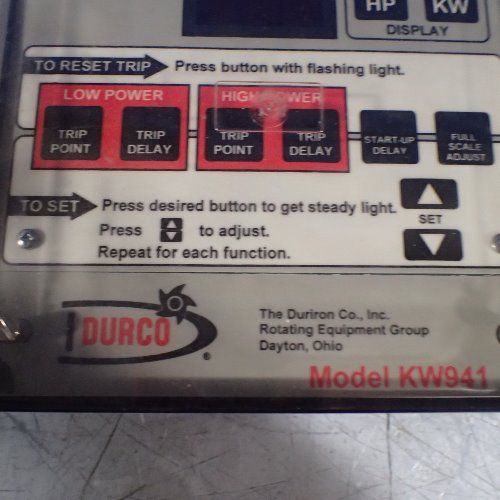 HP KW
DISPLAY
TO RESET TRIP Press button with flashing light.
LOW POWER HIGH POWER
TRIP POINT TRIP DELAY TRIP POINT TRIP DELAY START-UP DELAY FULL SCALE ADJUST
TO SET Press desired button to get steady light.
SET
Press to adjust.
Repeat for each function.
DURCO ®
The Duriron Co., Inc.
Rotating Equipment Group
Dayton, Ohio
Model KW941